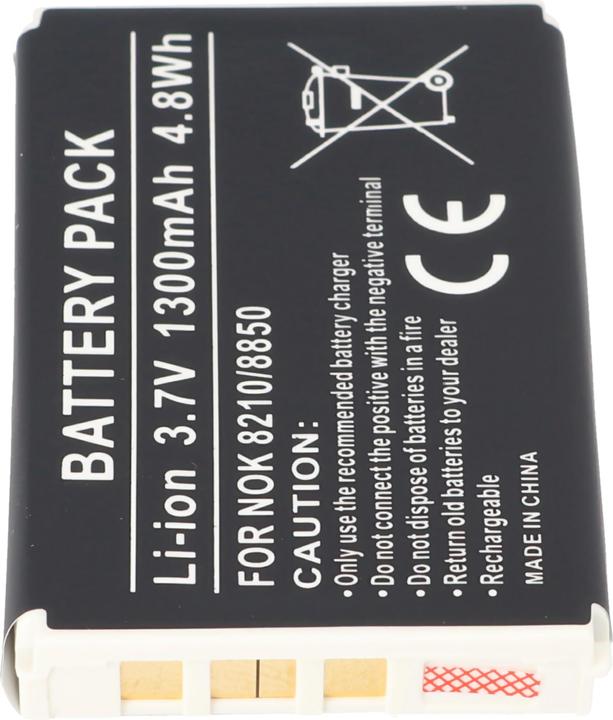 BATTERY PACK
Li-ion 3.7V 1300mAh 4.8Wh
FOR NOK 8210/8850
CAUTION:
•Only use the recommended battery charger
•Do not connect the positive with the negative terminal
•Do not dispose of batteries in a fire
•Return old batteries to your dealer
•Rechargeable
MADE IN CHINA
CE